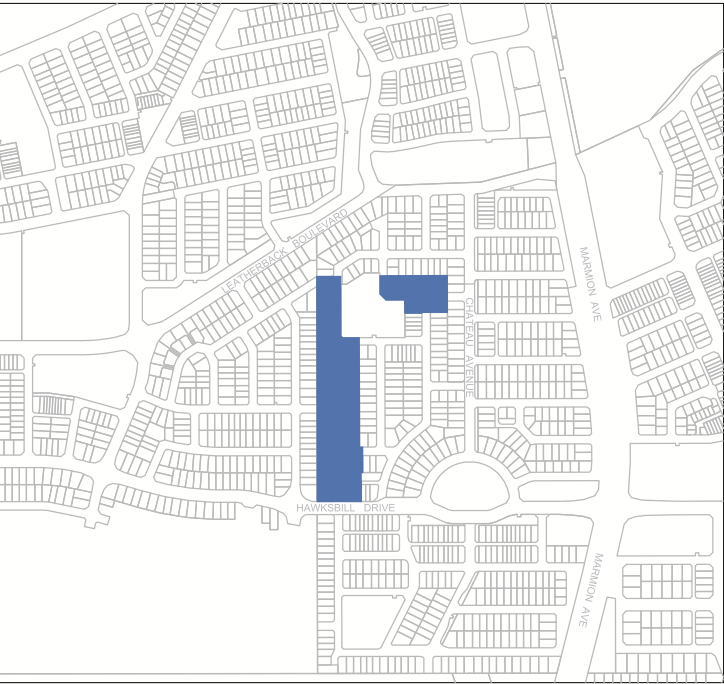 LEATHERBACK BOULEVARD
MARMION AVE
CHATEAU AVENUE
HAWKSBILL DRIVE
MARMION AVE